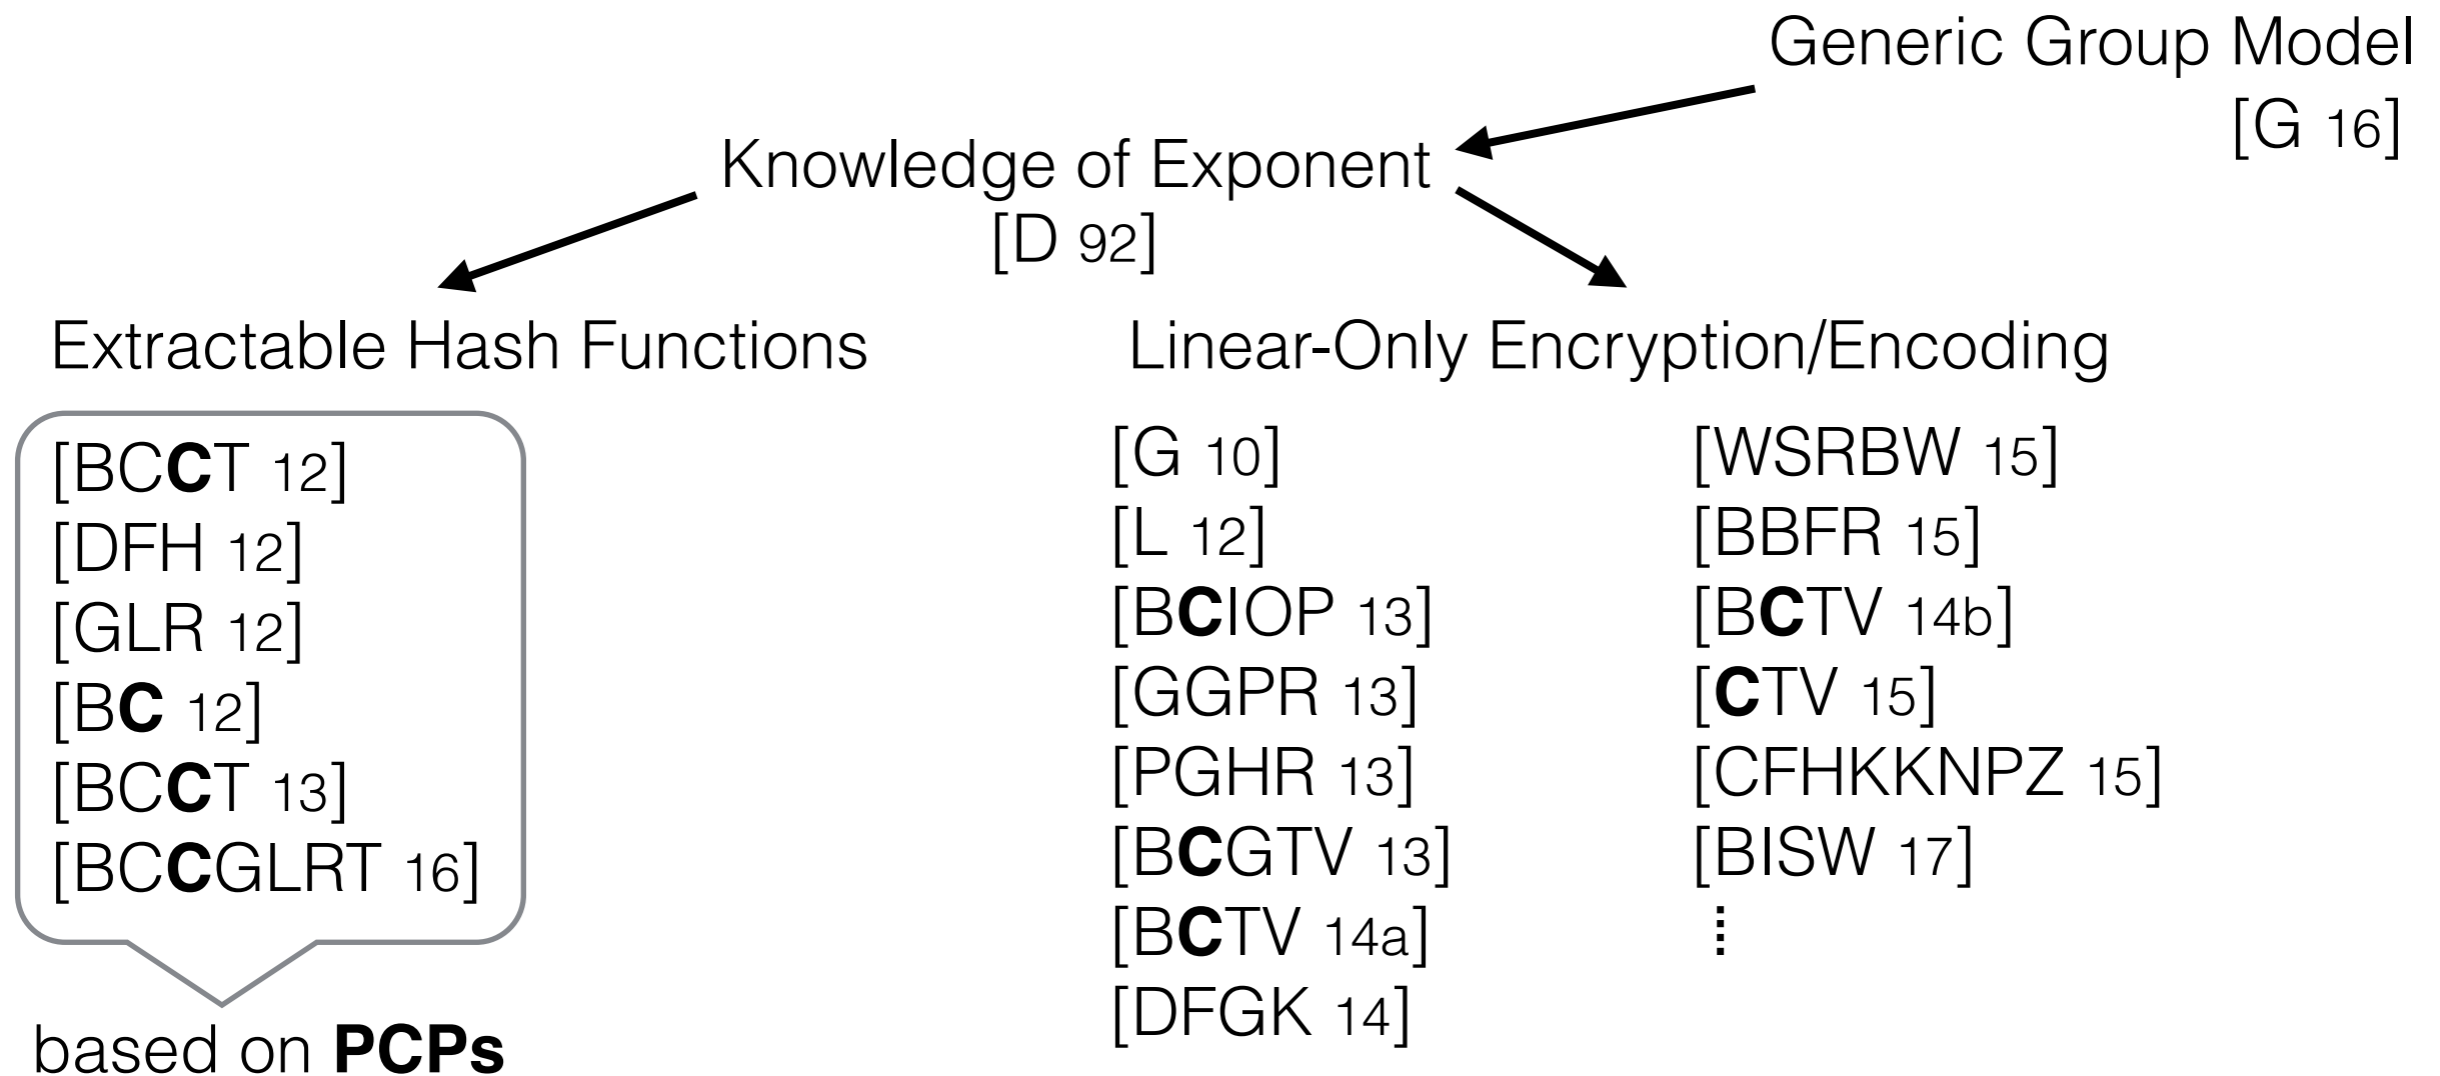 Generic Group Model
[G 16]
Knowledge of Exponent
[D 92]
Extractable Hash Functions
[BCCT 12]
[DFH 12]
[GLR 12]
[BC 12]
[BCCT 13]
[BCCGLRT 16]
based on PCPs
Linear-Only Encryption/Encoding
[G 10]
[L 12]
[BCIOP 13]
[GGPR 13]
[PGHR 13]
[BCGTV 13]
[BCTV 14a]
[DFGK 14]
[WSRBW 15]
[BBFR 15]
[BCTV 14b]
[CTV 15]
[CFHKKNPZ 15]
[BISW 17]
⋮